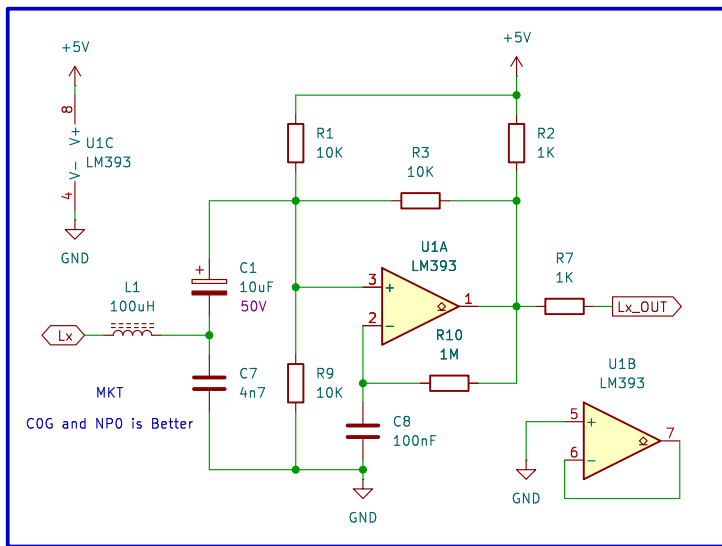 +5V
8
V+
U1C
LM393
V-
4
GND
+5V
R1
10K
R2
1K
R3
10K
U1A
LM393
3
+
2
−
1
R7
1K
Lx_OUT
L1
100uH
Lx
+
C1
10uF
50V
C7
4n7
R9
10K
R10
1M
C8
100nF
GND
MKT
C0G and NP0 is Better
U1B
LM393
5
+
6
−
7
GND